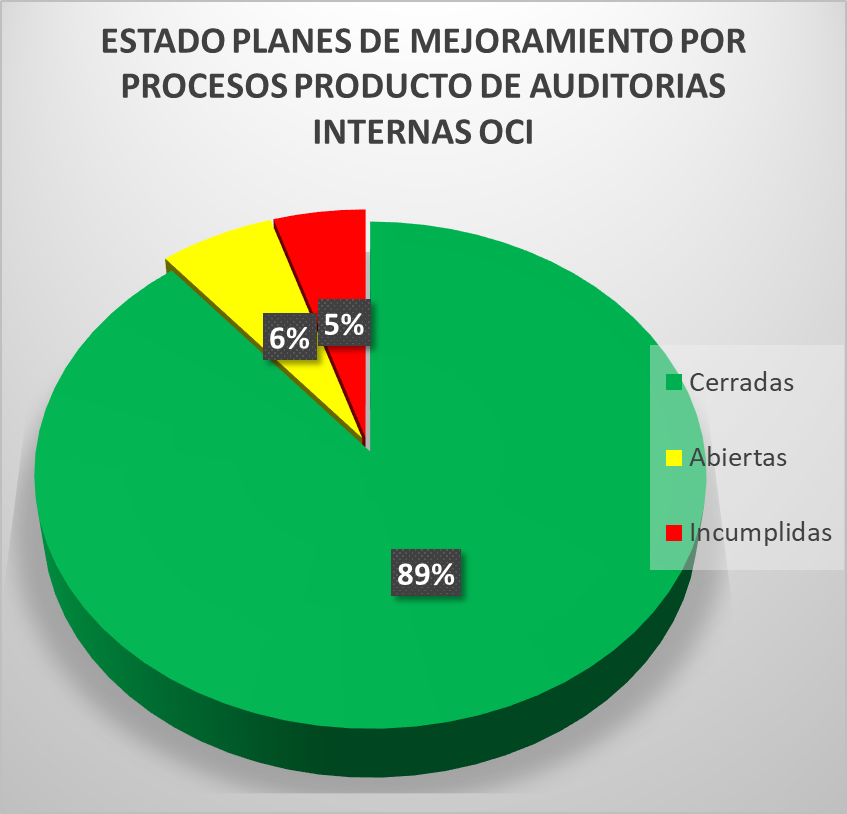 ESTADO PLANES DE MEJORAMIENTO POR
PROCESOS PRODUCTO DE AUDITORIAS
INTERNAS OCI
6%
5%
89%
Cerradas
Abiertas
Incumplidas